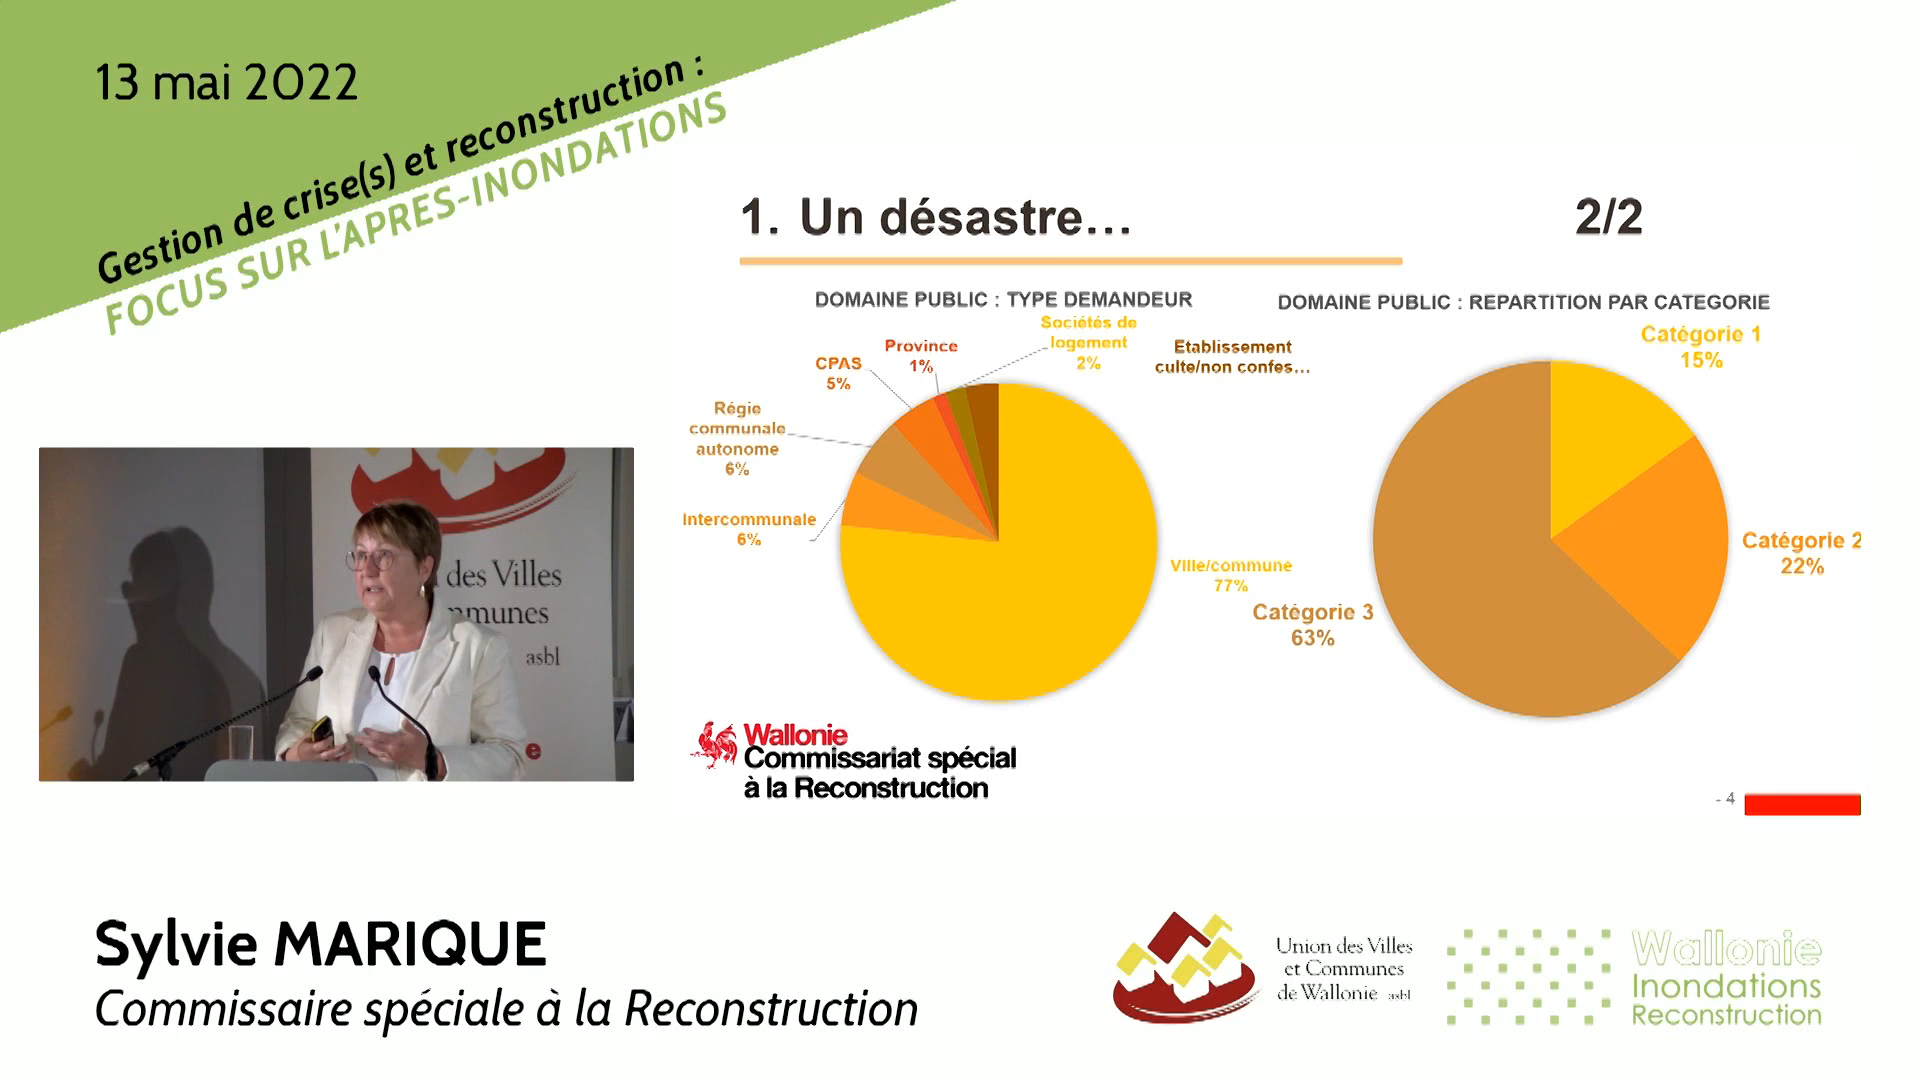 13 mai 2022
Gestion de crise(s) et reconstruction :
FOCUS SUR L'APRES-INONDATIONS
1. Un désastre…
2/2
DOMAINE PUBLIC : TYPE DEMANDEUR
Sociétés de
logement
2%
Etablissement
culte/non confes…
Province
1%
CPAS
5%
Régie
communale
autonome
6%
Intercommunale
6%
Ville/commune
77%
DOMAINE PUBLIC : REPARTITION PAR CATEGORIE
Catégorie 1
15%
Catégorie 2
22%
Catégorie 3
63%
Wallonie
Commissariat spécial
à la Reconstruction
- 4
des Villes
mmunes
asbl
e
Sylvie MARIQUE
Commissaire spéciale à la Reconstruction
Union des Villes
et Communes
de Wallonie asbl
Wallonie
Inondations
Reconstruction